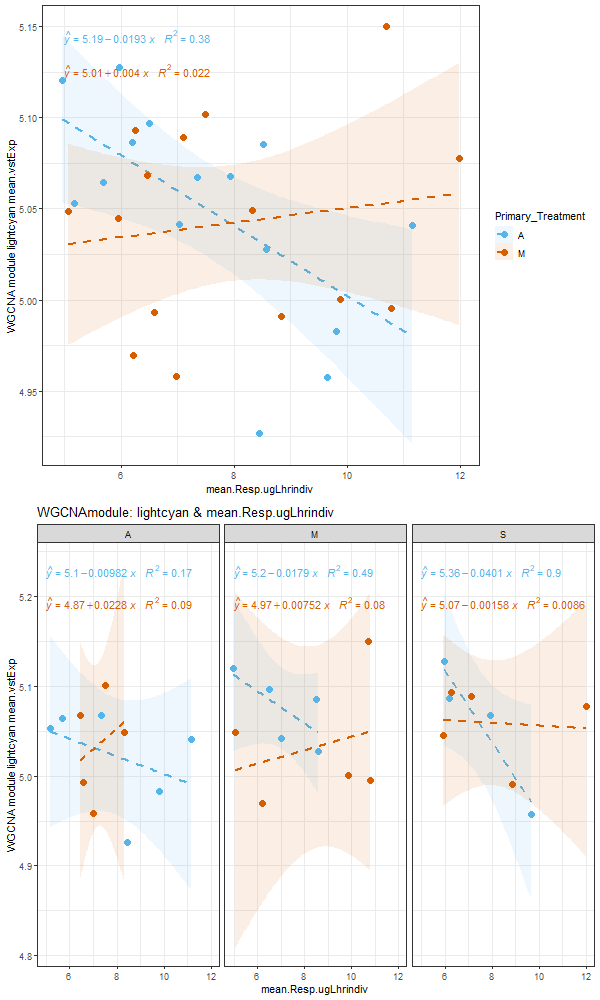 ŷ = 5.19 − 0.0193 x R² = 0.38
ŷ = 5.01 + 0.004 x R² = 0.022
5.15
5.10
5.05
5.00
4.95
WGCNA module lightcyan mean.vstExp
6 8 10 12
mean.Resp.ugLhrindiv
Primary_Treatment
A
M
WGCNAmodule: lightcyan & mean.Resp.ugLhrindiv
A M S
ŷ = 5.1 − 0.00982 x R² = 0.17 ŷ = 5.2 − 0.0179 x R² = 0.49 ŷ = 5.36 − 0.0401 x R² = 0.9
ŷ = 4.87 + 0.0228 x R² = 0.09 ŷ = 4.97 + 0.00752 x R² = 0.08 ŷ = 5.07 − 0.00158 x R² = 0.0086
5.2
5.1
5.0
4.9
4.8
WGCNA module lightcyan mean.vstExp
6 8 10 12 6 8 10 12 6 8 10 12
mean.Resp.ugLhrindiv